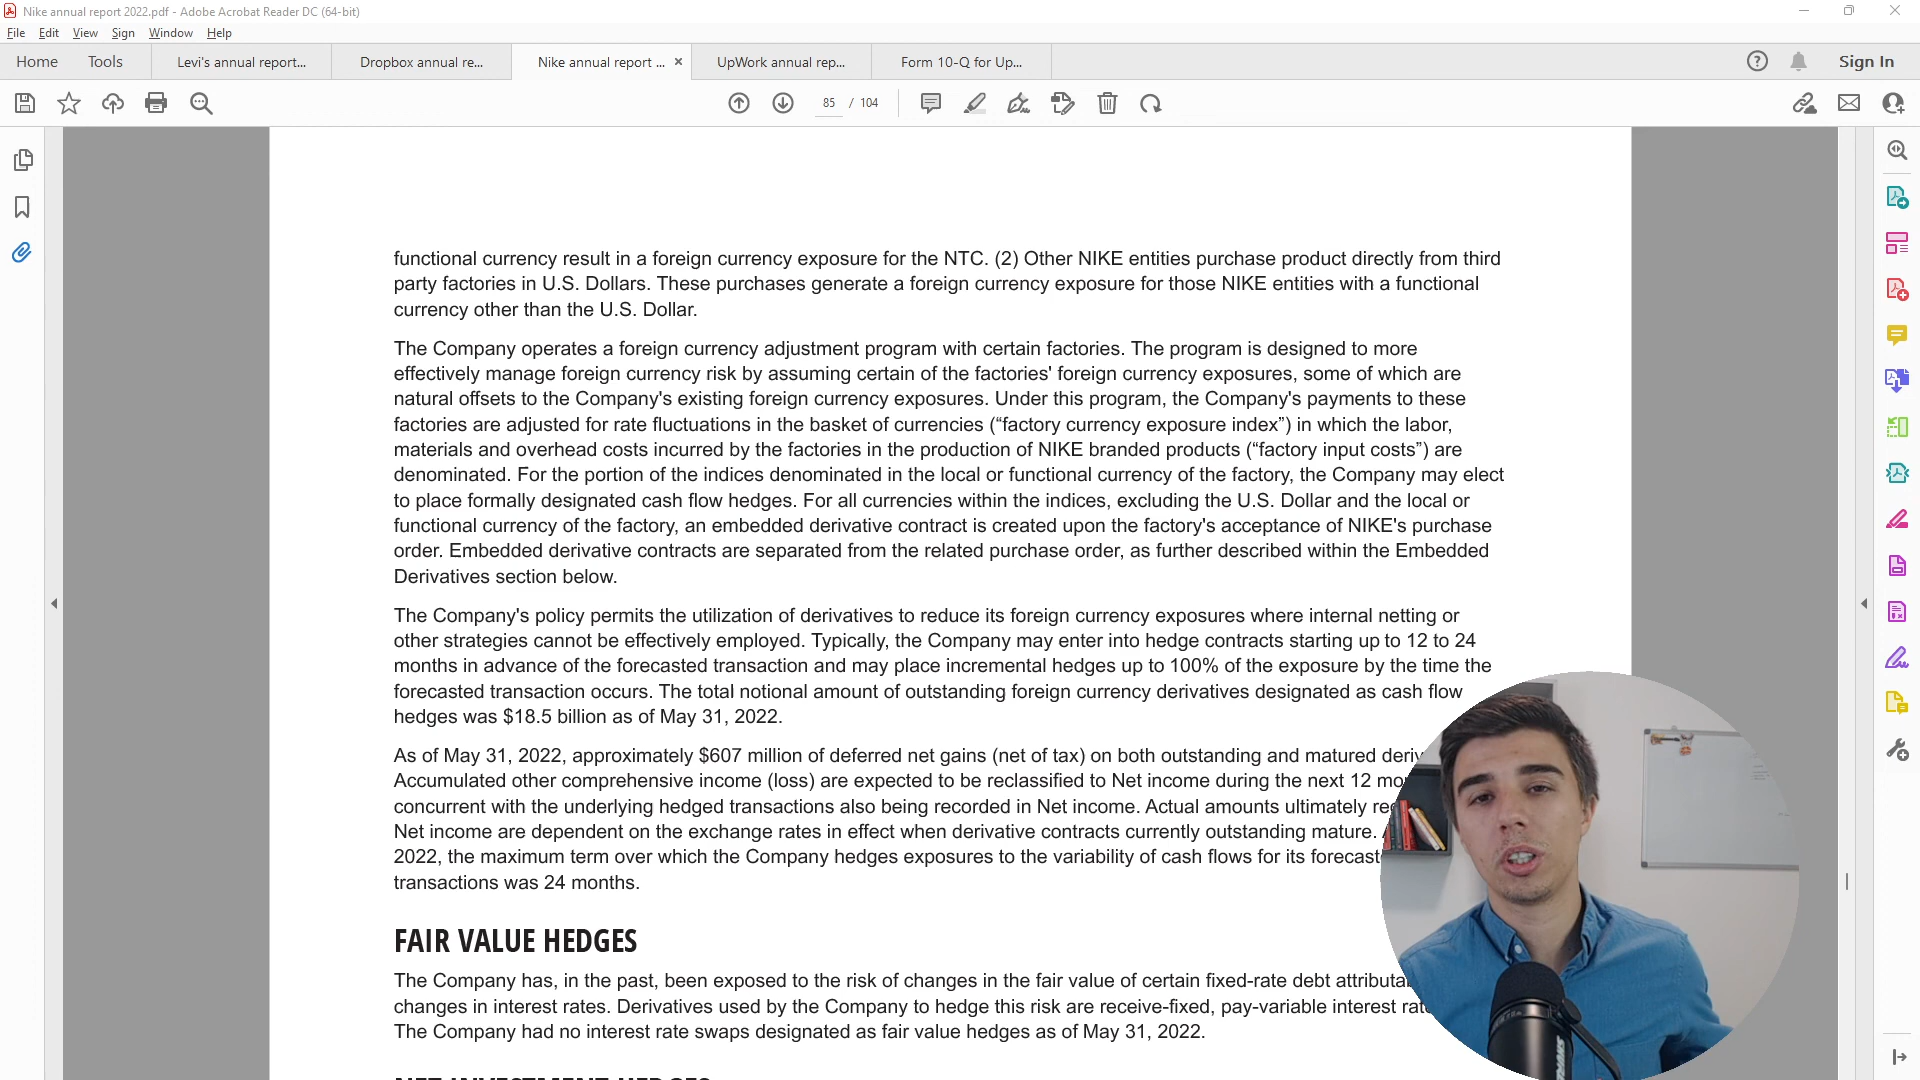 Nike annual report 2022.pdf - Adobe Acrobat Reader DC (64-bit)
File Edit View Sign Window Help
Home Tools Levi's annual report... Dropbox annual re... Nike annual report ... × UpWork annual rep... Form 10-Q for Up... Sign In
85 / 104
functional currency result in a foreign currency exposure for the NTC. (2) Other NIKE entities purchase product directly from third
party factories in U.S. Dollars. These purchases generate a foreign currency exposure for those NIKE entities with a functional
currency other than the U.S. Dollar.
The Company operates a foreign currency adjustment program with certain factories. The program is designed to more
effectively manage foreign currency risk by assuming certain of the factories' foreign currency exposures, some of which are
natural offsets to the Company's existing foreign currency exposures. Under this program, the Company's payments to these
factories are adjusted for rate fluctuations in the basket of currencies (“factory currency exposure index”) in which the labor,
materials and overhead costs incurred by the factories in the production of NIKE branded products (“factory input costs”) are
denominated. For the portion of the indices denominated in the local or functional currency of the factory, the Company may elect
to place formally designated cash flow hedges. For all currencies within the indices, excluding the U.S. Dollar and the local or
functional currency of the factory, an embedded derivative contract is created upon the factory's acceptance of NIKE's purchase
order. Embedded derivative contracts are separated from the related purchase order, as further described within the Embedded
Derivatives section below.
The Company's policy permits the utilization of derivatives to reduce its foreign currency exposures where internal netting or
other strategies cannot be effectively employed. Typically, the Company may enter into hedge contracts starting up to 12 to 24
months in advance of the forecasted transaction and may place incremental hedges up to 100% of the exposure by the time the
forecasted transaction occurs. The total notional amount of outstanding foreign currency derivatives designated as cash flow
hedges was $18.5 billion as of May 31, 2022.
As of May 31, 2022, approximately $607 million of deferred net gains (net of tax) on both outstanding and matured
Accumulated other comprehensive income (loss) are expected to be reclassified to Net income during the next 12
concurrent with the underlying hedged transactions also being recorded in Net income. Actual amounts ultimately
Net income are dependent on the exchange rates in effect when derivative contracts currently outstanding mature.
2022, the maximum term over which the Company hedges exposures to the variability of cash flows for its
transactions was 24 months.
FAIR VALUE HEDGES
The Company has, in the past, been exposed to the risk of changes in the fair value of certain fixed-rate debt
changes in interest rates. Derivatives used by the Company to hedge this risk are receive-fixed, pay-variable interest
The Company had no interest rate swaps designated as fair value hedges as of May 31, 2022.